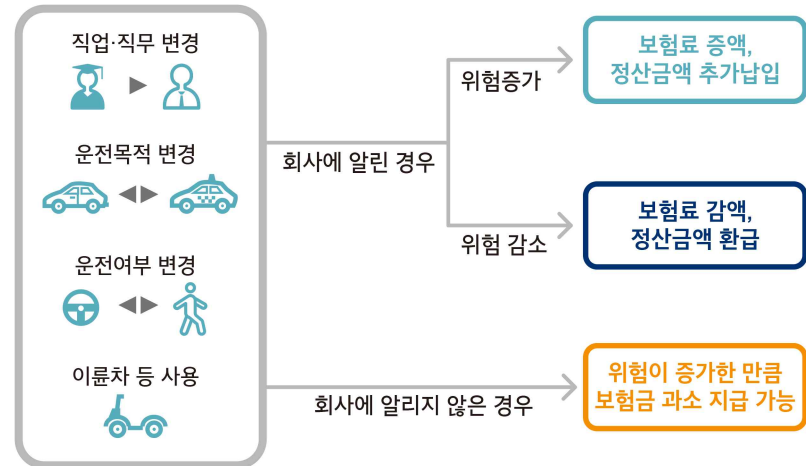 직업·직무 변경
운전목적 변경
운전여부 변경
이륜차 등 사용
회사에 알린 경우
위험증가
보험료 증액,
정산금액 추가납입
위험 감소
보험료 감액,
정산금액 환급
회사에 알리지 않은 경우
위험이 증가한 만큼
보험금 과소 지급 가능